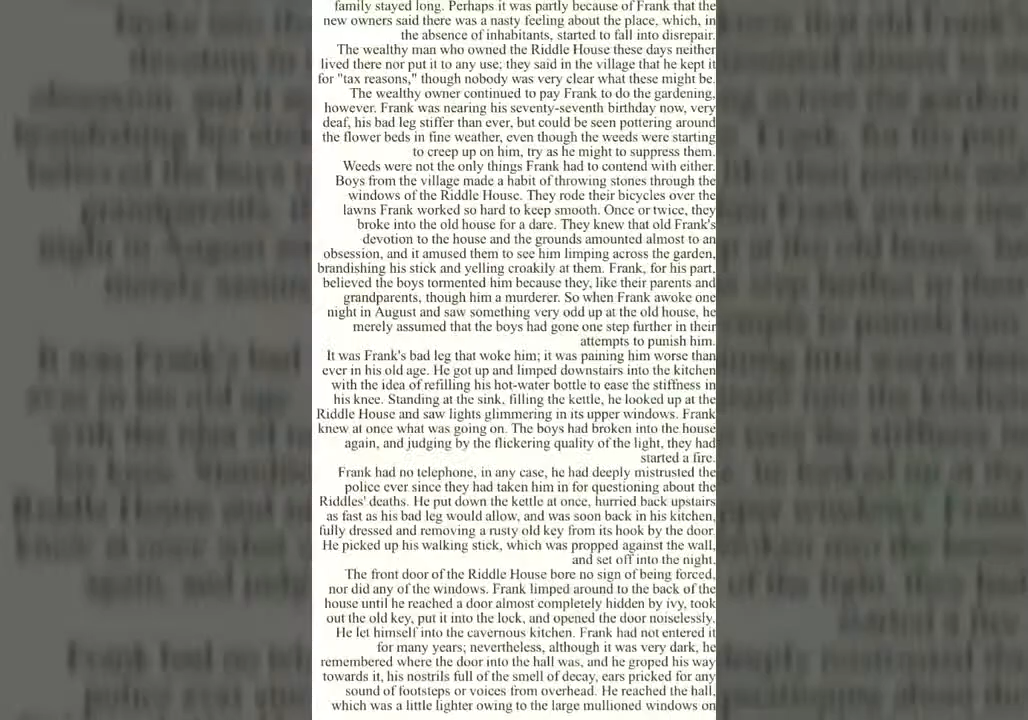 family stayed long. Perhaps it was partly because of Frank that the
new owners said there was a nasty feeling about the place, which, in
the absence of inhabitants, started to fall into disrepair.
The wealthy man who owned the Riddle House these days neither
lived there nor put it to any use; they said in the village that he kept it
for "tax reasons," though nobody was very clear what these might be.
The wealthy owner continued to pay Frank to do the gardening,
however. Frank was nearing his seventy-seventh birthday now, very
deaf, his bad leg stiffer than ever, but could be seen pottering around
the flower beds in fine weather, even though the weeds were starting
to creep up on him, try as he might to suppress them.
Weeds were not the only things Frank had to contend with either.
Boys from the village made a habit of throwing stones through the
windows of the Riddle House. They rode their bicycles over the
lawns Frank worked so hard to keep smooth. Once or twice, they
broke into the old house for a dare. They knew that old Frank's
devotion to the house and the grounds amounted almost to an
obsession, and it amused them to see him limping across the garden,
brandishing his stick and yelling croakily at them. Frank, for his part,
believed the boys tormented him because they, like their parents and
grandparents, though him a murderer. So when Frank awoke one
night in August and saw something very odd up at the old house, he
merely assumed that the boys had gone one step further in their
attempts to punish him.
It was Frank's bad leg that woke him; it was paining him worse than
ever in his old age. He got up and limped downstairs into the kitchen
with the idea of refilling his hot-water bottle to ease the stiffness in
his knee. Standing at the sink, filling the kettle, he looked up at the
Riddle House and saw lights glimmering in its upper windows. Frank
knew at once what was going on. The boys had broken into the house
again, and judging by the flickering quality of the light, they had
started a fire.
Frank had no telephone, in any case, he had deeply mistrusted the
police ever since they had taken him in for questioning about the
Riddles' deaths. He put down the kettle at once, hurried back upstairs
as fast as his bad leg would allow, and was soon back in his kitchen,
fully dressed and removing a rusty old key from its hook by the door.
He picked up his walking stick, which was propped against the wall,
and set off into the night.
The front door of the Riddle House bore no sign of being forced,
nor did any of the windows. Frank limped around to the back of the
house until he reached a door almost completely hidden by ivy, took
out the old key, put it into the lock, and opened the door noiselessly.
He let himself into the cavernous kitchen. Frank had not entered it
for many years; nevertheless, although it was very dark, he
remembered where the door into the hall was, and he groped his way
towards it, his nostrils full of the smell of decay, ears pricked for any
sound of footsteps or voices from overhead. He reached the hall,
which was a little lighter owing to the large mullioned windows on